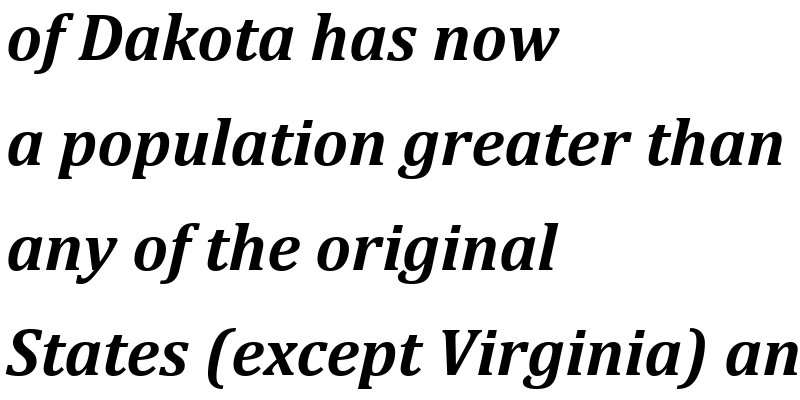 of Dakota has now
a population greater than
any of the original
States (except Virginia) an